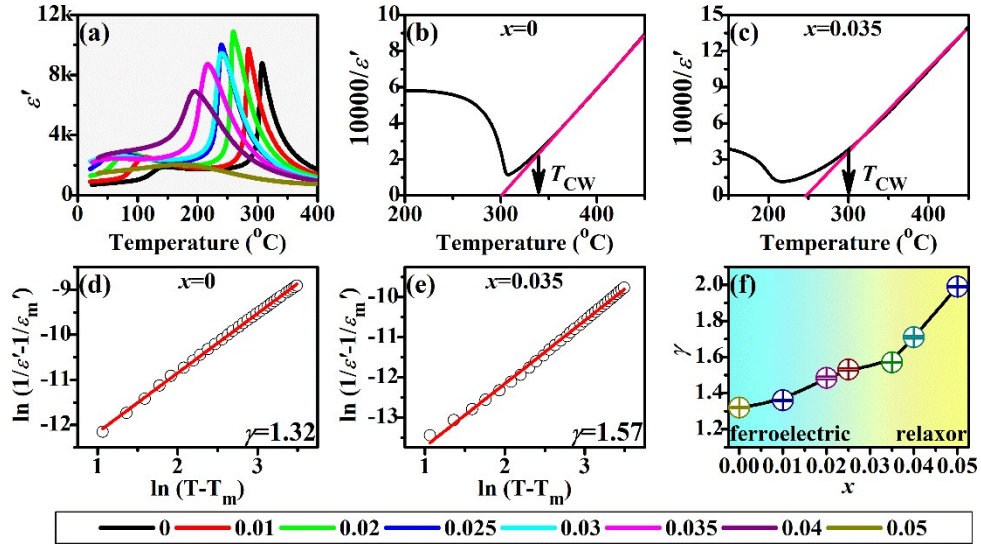 (a)
12k
8k
4k
0
ε′
0 100 200 300 400
Temperature (°C)
(b)
x=0
10
8
6
4
2
0
10000/ε′
T_CW
200 300 400
Temperature (°C)
(c)
x=0.035
15
12
9
6
3
0
10000/ε′
T_CW
200 300 400
Temperature (°C)
(d)
x=0
-9
-10
-11
-12
ln (1/ε′-1/ε_m′)
γ=1.32
1 2 3
ln (T-T_m)
(e)
x=0.035
-10
-11
-12
-13
ln (1/ε′-1/ε_m′)
γ=1.57
1 2 3
ln (T-T_m)
(f)
2.0
1.8
1.6
1.4
1.2
γ
ferroelectric relaxor
0.00 0.01 0.02 0.03 0.04 0.05
x
0 0.01 0.02 0.025 0.03 0.035 0.04 0.05